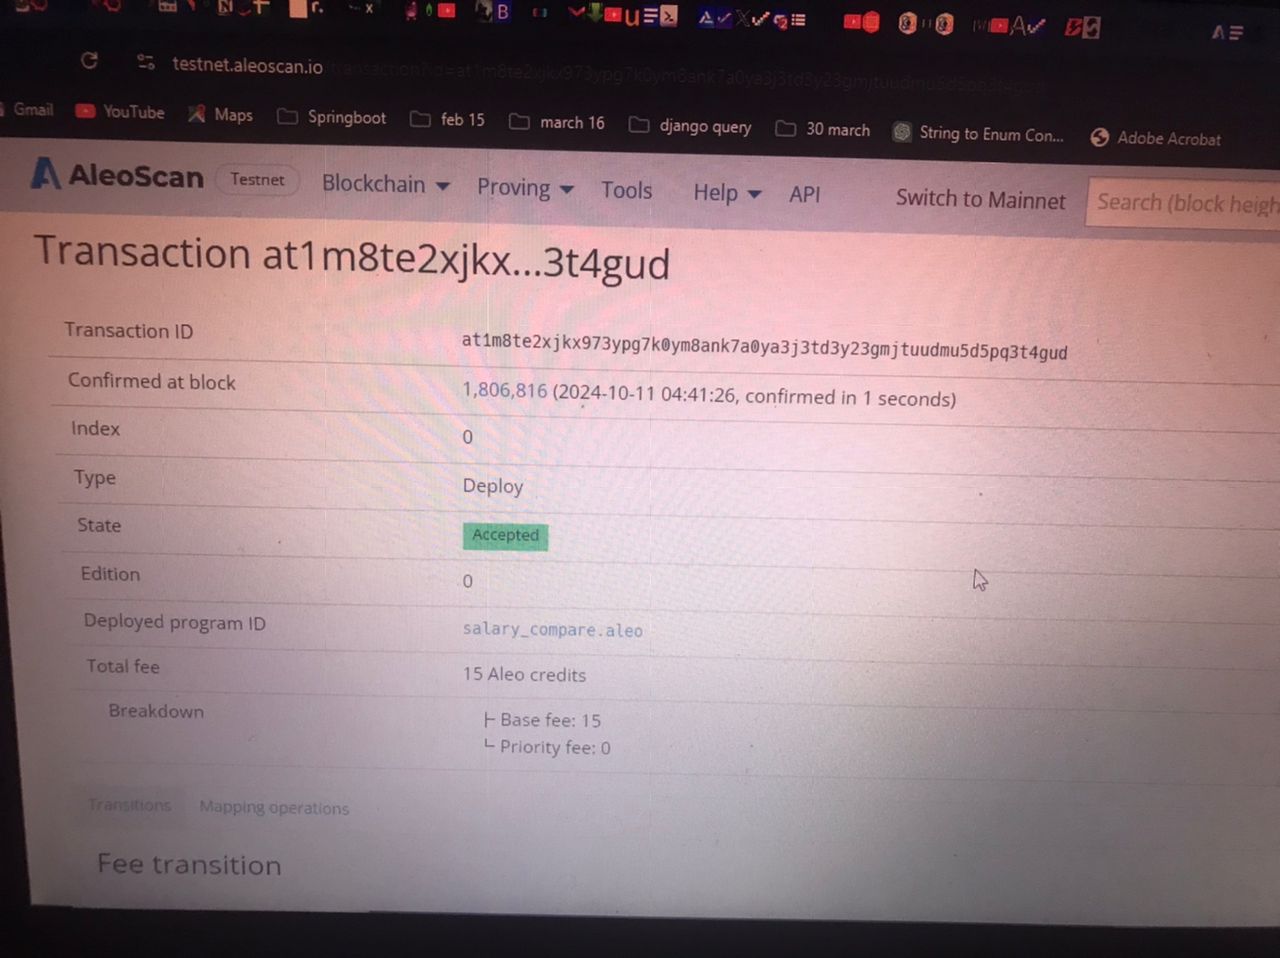 testnet.aleoscan.io
Gmail YouTube Maps Springboot feb 15 march 16 django query 30 march String to Enum Con... Adobe Acrobat
AleoScan Testnet Blockchain Proving Tools Help API Switch to Mainnet Search (block heigh
Transaction at1m8te2xjkx...3t4gud
Transaction ID at1m8te2xjkx973ypg7k0ym8ank7a0ya3j3td3y23gmjtuudmu5d5pq3t4gud
Confirmed at block 1,806,816 (2024-10-11 04:41:26, confirmed in 1 seconds)
Index 0
Type Deploy
State Accepted
Edition 0
Deployed program ID salary_compare.aleo
Total fee 15 Aleo credits
Breakdown ├ Base fee: 15
└ Priority fee: 0
Transitions Mapping operations
Fee transition